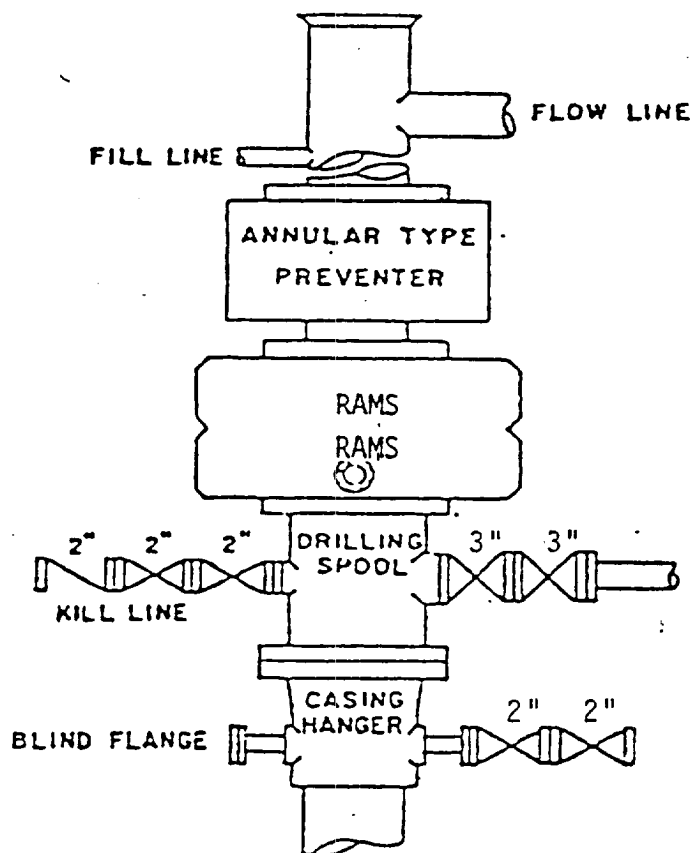 FLOW LINE
FILL LINE
ANNULAR TYPE
PREVENTER
RAMS
RAMS
2" 2" 2" DRILLING 3" 3"
SPOOL
KILL LINE
CASING
HANGER 2" 2"
BLIND FLANGE